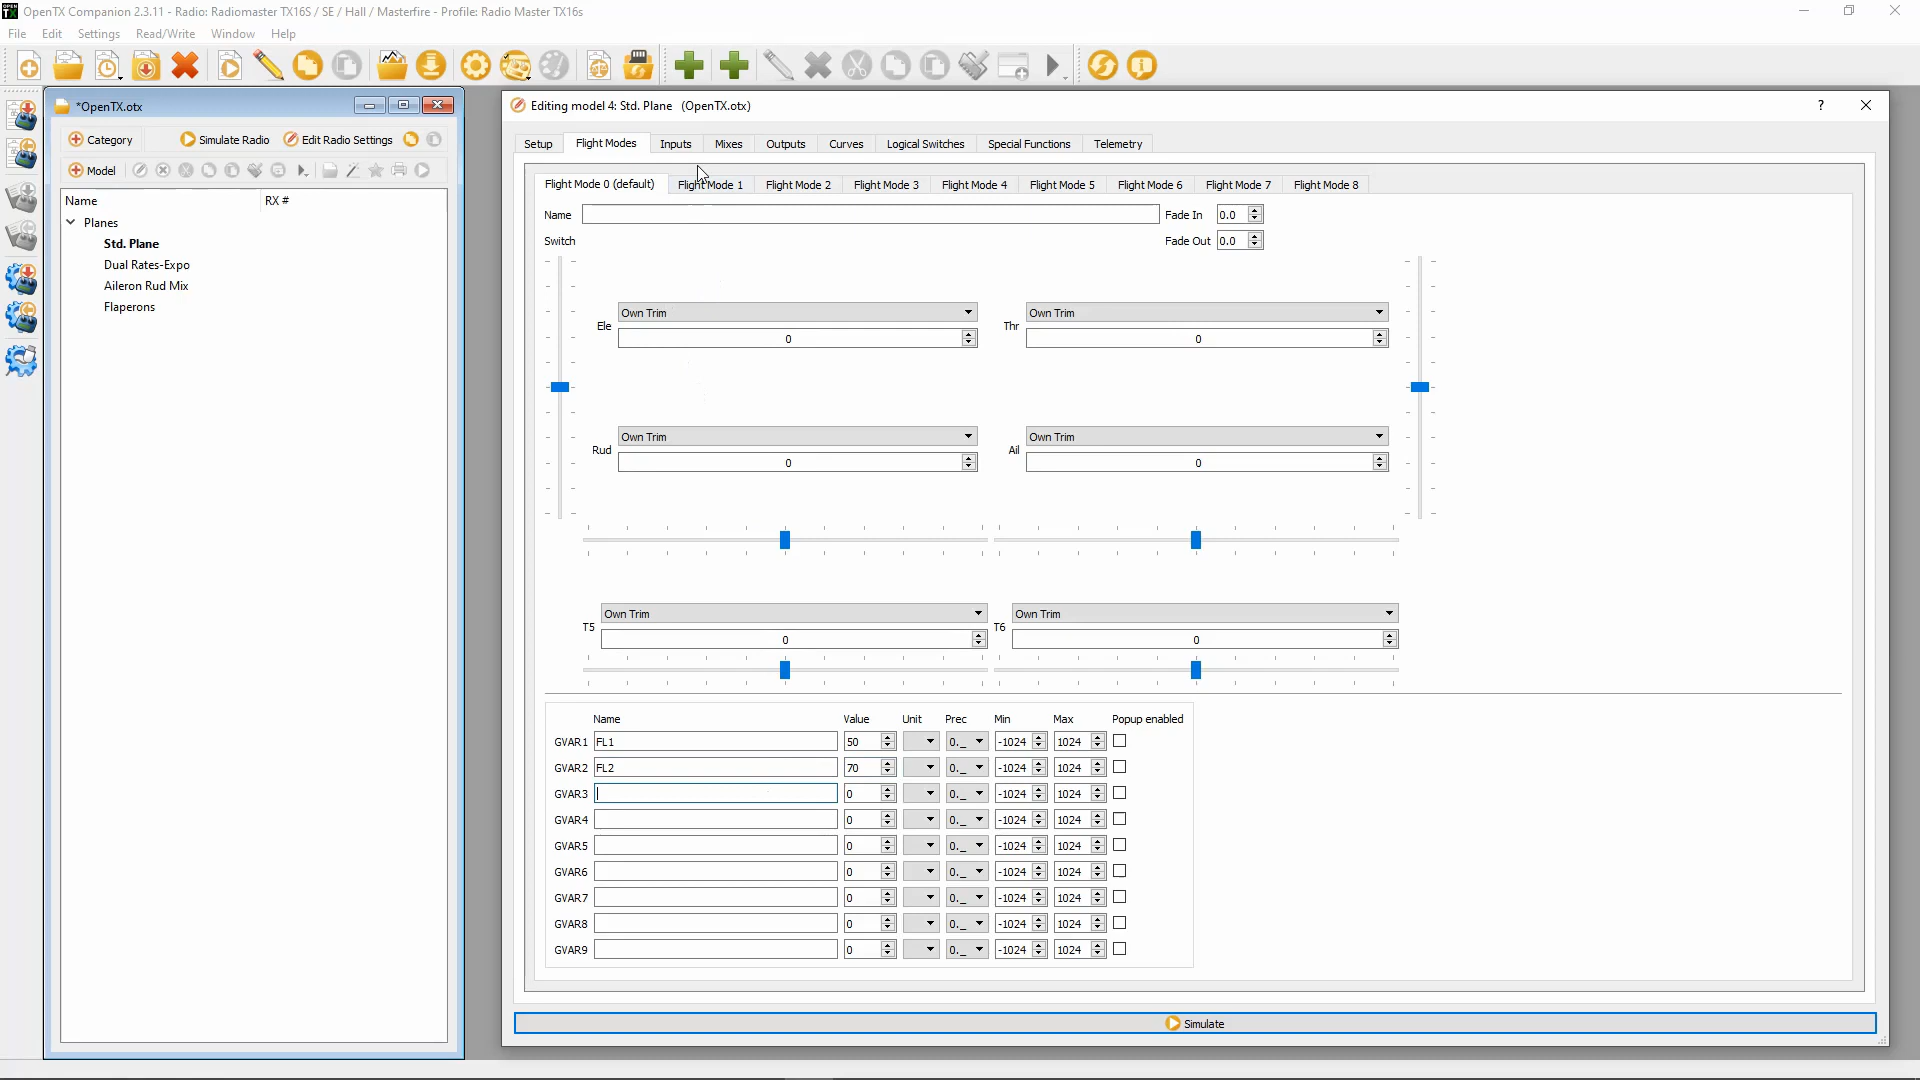 OpenTX Companion 2.3.11 - Radio: Radiomaster TX16S / SE / Hall / Masterfire - Profile: Radio Master TX16s
File Edit Settings Read/Write Window Help
*OpenTX.otx
Category Simulate Radio Edit Radio Settings
Model
Name RX #
Planes
Std. Plane
Dual Rates-Expo
Aileron Rud Mix
Flaperons
Editing model 4: Std. Plane (OpenTX.otx) ?
Setup Flight Modes Inputs Mixes Outputs Curves Logical Switches Special Functions Telemetry
Flight Mode 0 (default) Flight Mode 1 Flight Mode 2 Flight Mode 3 Flight Mode 4 Flight Mode 5 Flight Mode 6 Flight Mode 7 Flight Mode 8
Name Fade In 0.0
Switch Fade Out 0.0
Ele Own Trim 0
Thr Own Trim 0
Rud Own Trim 0
Ail Own Trim 0
T5 Own Trim 0
T6 Own Trim 0
Name Value Unit Prec Min Max Popup enabled
GVAR1 FL1 50 0._ -1024 1024
GVAR2 FL2 70 0._ -1024 1024
GVAR3 0 0._ -1024 1024
GVAR4 0 0._ -1024 1024
GVAR5 0 0._ -1024 1024
GVAR6 0 0._ -1024 1024
GVAR7 0 0._ -1024 1024
GVAR8 0 0._ -1024 1024
GVAR9 0 0._ -1024 1024
Simulate